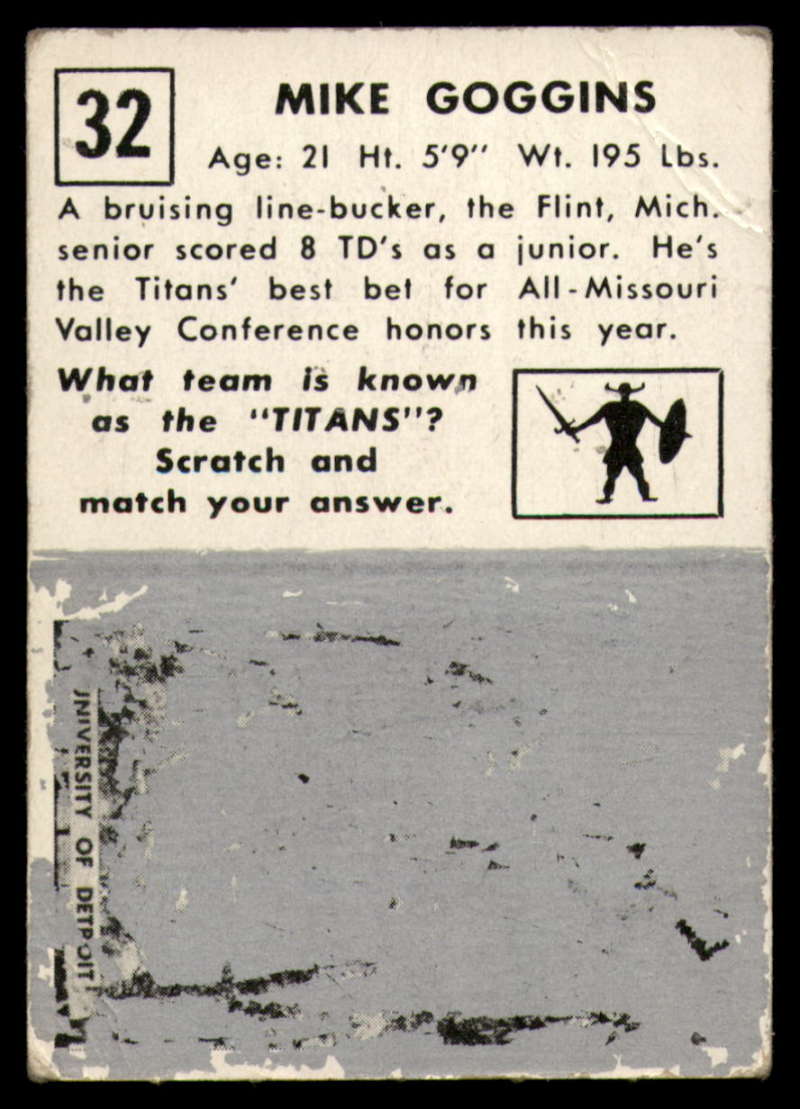 32
MIKE GOGGINS
Age: 21 Ht. 5'9" Wt. 195 Lbs.
A bruising line-bucker, the Flint, Mich.
senior scored 8 TD's as a junior. He's
the Titans' best bet for All-Missouri
Valley Conference honors this year.
What team is known
as the "TITANS"?
Scratch and
match your answer.
UNIVERSITY OF DETROIT